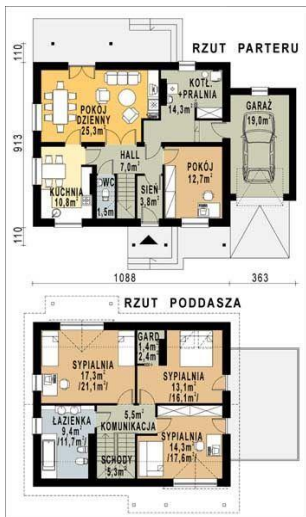 RZUT PARTERU
110
KOTŁ.
+PRALNIA
14,3m²
GARAŻ
19,0m²
POKÓJ
DZIENNY
25,3m²
913
HALL
7,0m²
POKÓJ
12,7m²
KUCHNIA
10,8m²
WC
1,5m²
SIEŃ
3,8m²
110
1088
363
RZUT PODDASZA
GARD
1,4m²
2,4m²
SYPIALNIA
17,3m²
/21,1m²
SYPIALNIA
13,1m²
/16,1m²
5,5m²
KOMUNIKACJA
ŁAZIENKA
9,4m²
/11,7m²
SYPIALNIA
14,3m²
/17,6m²
SCHODY
5,3m²